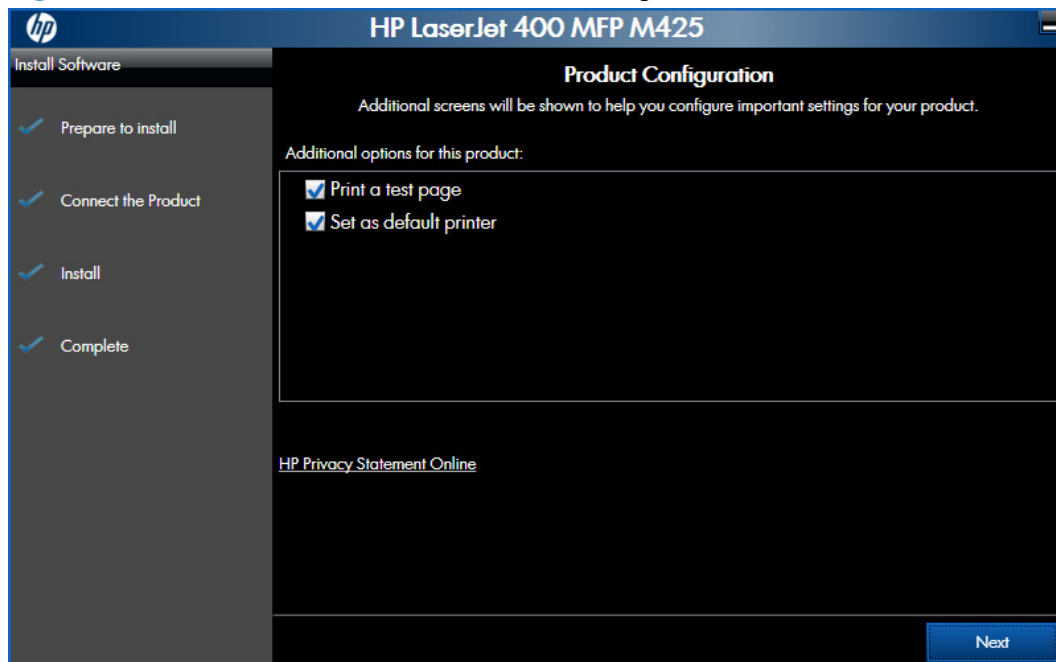 hp
HP LaserJet 400 MFP M425
Install Software
Prepare to install
Connect the Product
Install
Complete
Product Configuration
Additional screens will be shown to help you configure important settings for your product.
Additional options for this product:
Print a test page
Set as default printer
HP Privacy Statement Online
Next